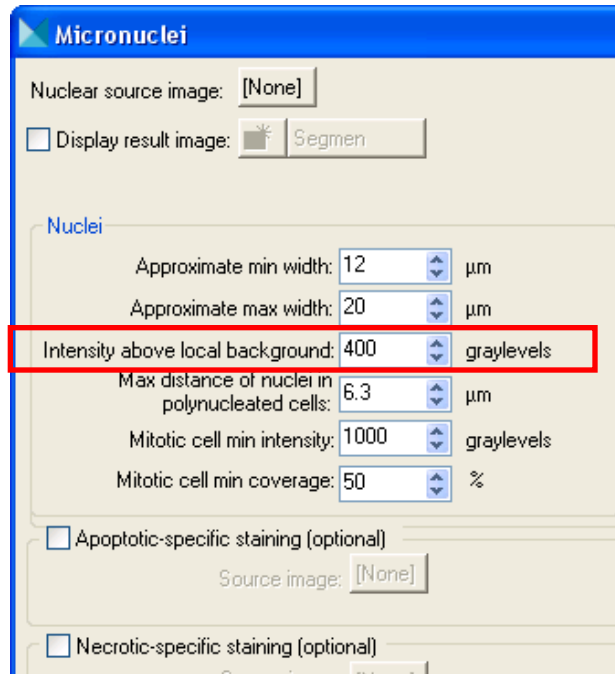 Micronuclei
Nuclear source image: [None]
Display result image: Segmen
Nuclei
Approximate min width: 12 µm
Approximate max width: 20 µm
Intensity above local background: 400 graylevels
Max distance of nuclei in
polynucleated cells: 6.3 µm
Mitotic cell min intensity: 1000 graylevels
Mitotic cell min coverage: 50 %
Apoptotic-specific staining (optional)
Source image: [None]
Necrotic-specific staining (optional)